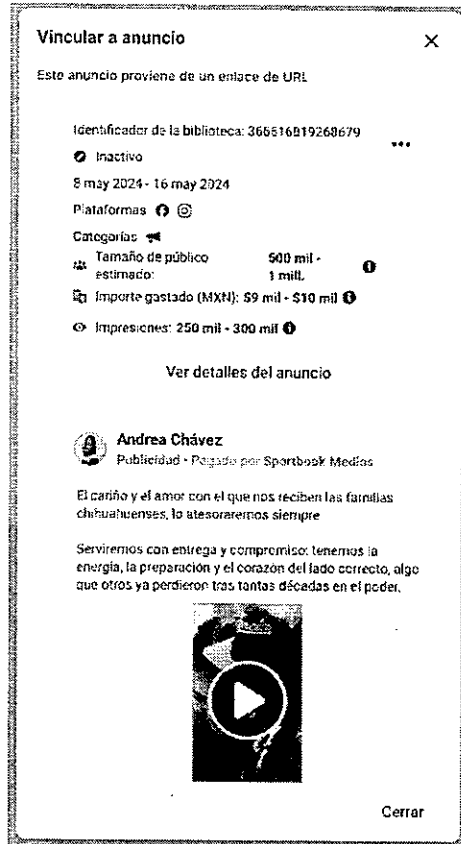 Vincular a anuncio
Este anuncio proviene de un enlace de URL
Identificador de la biblioteca: 366516819268679
Inactivo
8 may 2024 - 16 may 2024
Plataformas
Categorías
Tamaño de público estimado: 500 mil - 1 mill.
Importe gastado (MXN): $9 mil - $10 mil
Impresiones: 250 mil - 300 mil
Ver detalles del anuncio
Andrea Chávez
Publicidad • Pagado por Sportbook Medios
El cariño y el amor con el que nos reciben las familias
chihuahuenses, lo atesoraremos siempre
Serviremos con entrega y compromiso: tenemos la
energía, la preparación y el corazón del lado correcto, algo
que otros ya perdieron tras tantas décadas en el poder.
Cerrar